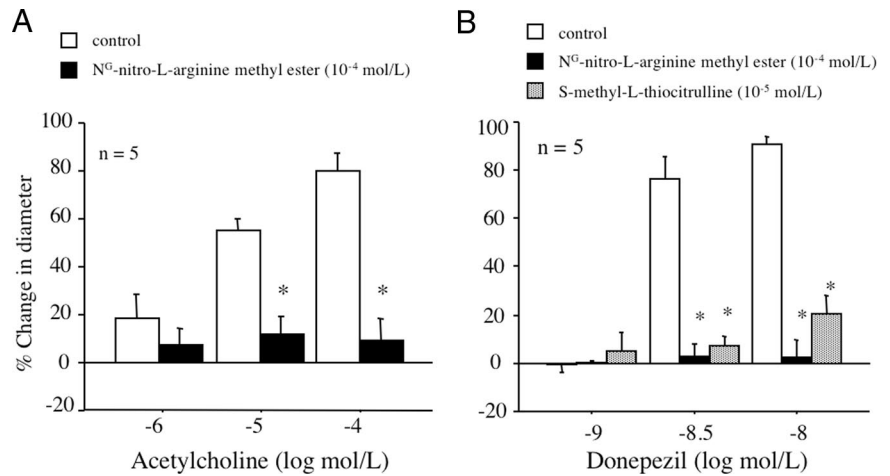 A
control
Nᴳ-nitro-L-arginine methyl ester (10⁻⁴ mol/L)
n = 5
% Change in diameter
100
80
60
40
20
0
-20
*
*
-6
-5
-4
Acetylcholine (log mol/L)
B
control
Nᴳ-nitro-L-arginine methyl ester (10⁻⁴ mol/L)
S-methyl-L-thiocitrulline (10⁻⁵ mol/L)
n = 5
100
80
60
40
20
0
-20
*
*
*
*
-9
-8.5
-8
Donepezil (log mol/L)